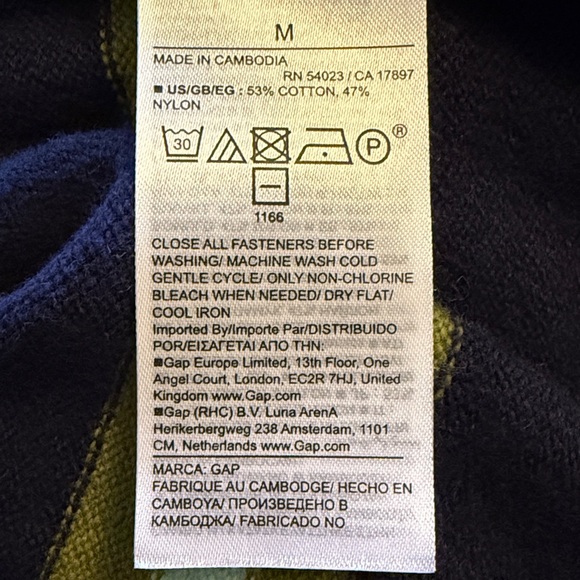 M
MADE IN CAMBODIA
RN 54023 / CA 17897
■ US/GB/EG : 53% COTTON, 47%
NYLON
30
P
®
1166
CLOSE ALL FASTENERS BEFORE
WASHING/ MACHINE WASH COLD
GENTLE CYCLE/ ONLY NON-CHLORINE
BLEACH WHEN NEEDED/ DRY FLAT/
COOL IRON
Imported By/Importe Par/DISTRIBUIDO
POR/ΕΙΣΑΓΕΤΑΙ ΑΠΟ ΤΗΝ:
■Gap Europe Limited, 13th Floor, One
Angel Court, London, EC2R 7HJ, United
Kingdom www.Gap.com
■Gap (RHC) B.V. Luna ArenA
Herikerbergweg 238 Amsterdam, 1101
CM, Netherlands www.Gap.com
MARCA: GAP
FABRIQUE AU CAMBODGE/ HECHO EN
CAMBOYA/ ПРОИЗВЕДЕНО В
КАМБОДЖА/ FABRICADO NO